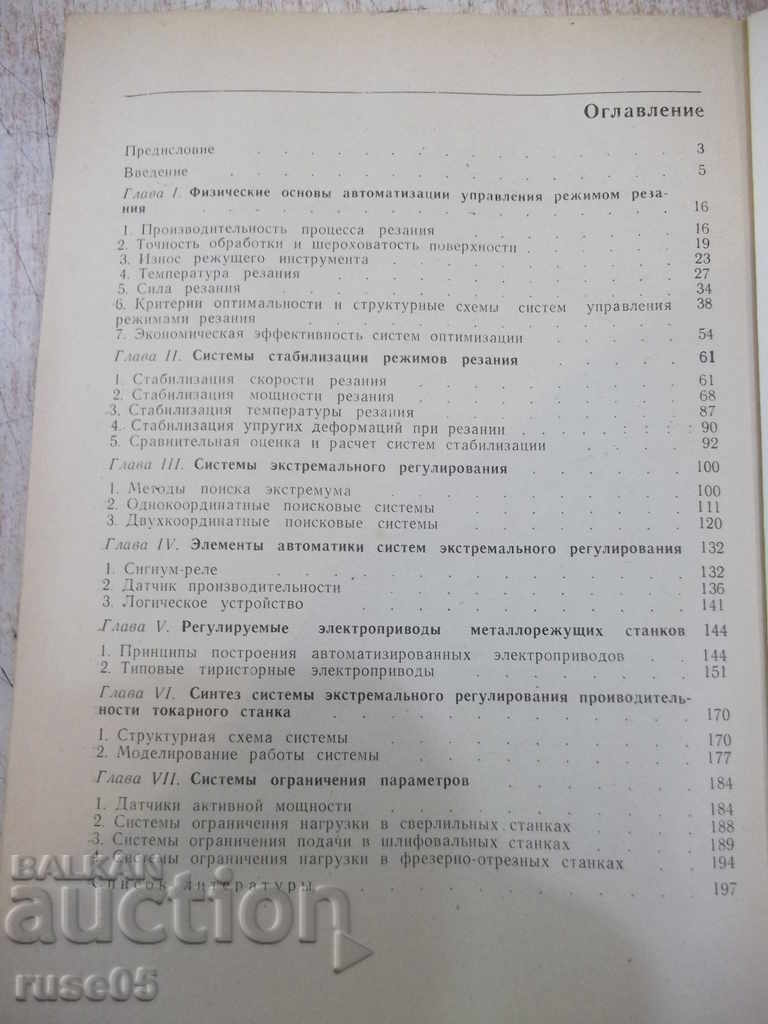 Оглавление
Предисловие . . . . . . . . . . . . 3
Введение . . . . . . . . . . . . 5
Глава I. Физические основы автоматизации управления режимом реза-
ния . . . . . . . . . . . . 16
1. Производительность процесса резания . . . . . . 16
2. Точность обработки и шероховатость поверхности . . . . 19
3. Износ режущего инструмента . . . . . . . 23
4. Температура резания . . . . . . . . . 27
5. Сила резания . . . . . . . . . . 34
6. Критерии оптимальности и структурные схемы систем управления 38
режимами резания . . . . . . . . . .
7. Экономическая эффективность систем оптимизации . . . . 54
Глава II. Системы стабилизации режимов резания . . . . 61
1. Стабилизация скорости резания . . . . . . . 61
2. Стабилизация мощности резания . . . . . . . 68
3. Стабилизация температуры резания . . . . . . 87
4. Стабилизация упругих деформаций при резании . . . . : : : : 90
5. Сравнительная оценка и расчет систем стабилизации . . . . 92
Глава III. Системы экстремального регулирования . . . . 100
1. Методы поиска экстремума . . . . . . . . 100
2. Однокоординатные поисковые системы . . . . . . 111
3. Двухкоординатные поисковые системы . . . . . . 120
Глава IV. Элементы автоматики систем экстремального регулирования 132
1. Сигнум-реле . . . . . . . . . . 132
2. Датчик производительности . . . . . . . . 136
3. Логическое устройство . . . . . . . . 141
Глава V. Регулируемые электроприводы металлорежущих станков 144
1. Принципы построения автоматизированных электроприводов . . 144
2. Типовые тиристорные электроприводы . . . . . . 151
Глава VI. Синтез системы экстремального регулирования проиводитель-
ности токарного станка . . . . . . . . . 170
1. Структурная схема системы . . . . . . . . 170
2. Моделирование работы системы . . . . . . . 177
Глава VII. Системы ограничения параметров . . . . . 184
1. Датчики активной мощности . . . . . . . . 184
2. Системы ограничения нагрузки в сверлильных станках . . . . 188
3. Системы ограничения подачи в шлифовальных станках . . . . 189
4. Системы ограничения нагрузки в фрезерно-отрезных станках . . . 194
Список литературы . . . . . . . . . 197
BALKAN
auction
ruse05